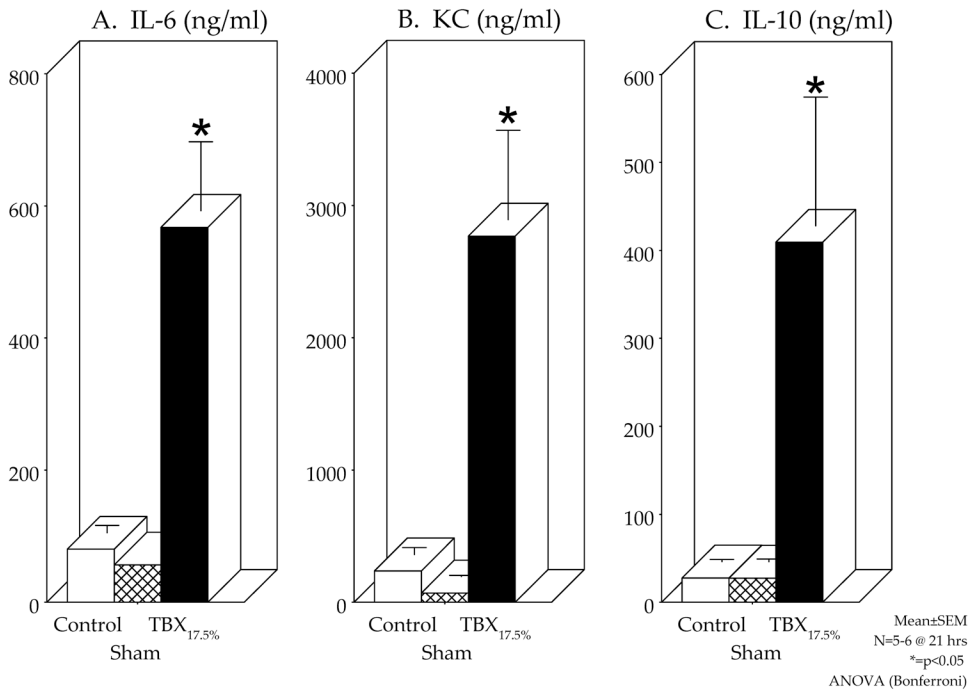 A. IL-6 (ng/ml)
800
600
400
200
0
Control TBX17.5%
Sham
*
B. KC (ng/ml)
4000
3000
2000
1000
0
Control TBX17.5%
Sham
*
C. IL-10 (ng/ml)
600
500
400
300
200
100
0
Control TBX17.5%
Sham
*
Mean±SEM
N=5-6 @ 21 hrs
*=p<0.05
ANOVA (Bonferroni)